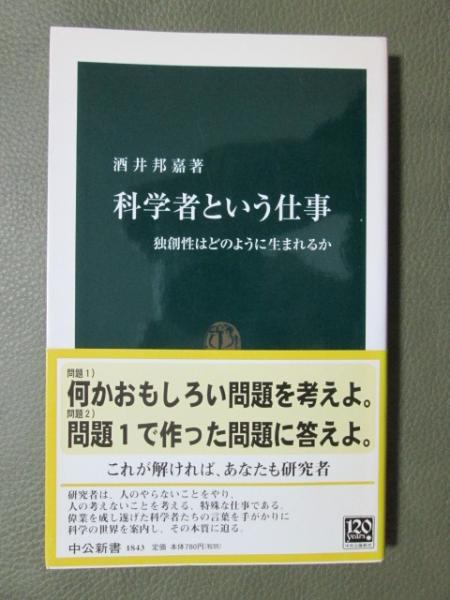 酒井邦嘉著
科学者という仕事
独創性はどのように生まれるか
問題1)
何かおもしろい問題を考えよ。
問題2)
問題1で作った問題に答えよ。
これが解ければ、あなたも研究者
研究者は、人のやらないことをやり、
人の考えないことを考える、特殊な仕事である。
偉業を成し遂げた科学者たちの言葉を手がかりに
科学の世界を案内し、その本質に迫る。
中公新書 1843 定価 本体780円(税別)
120
years